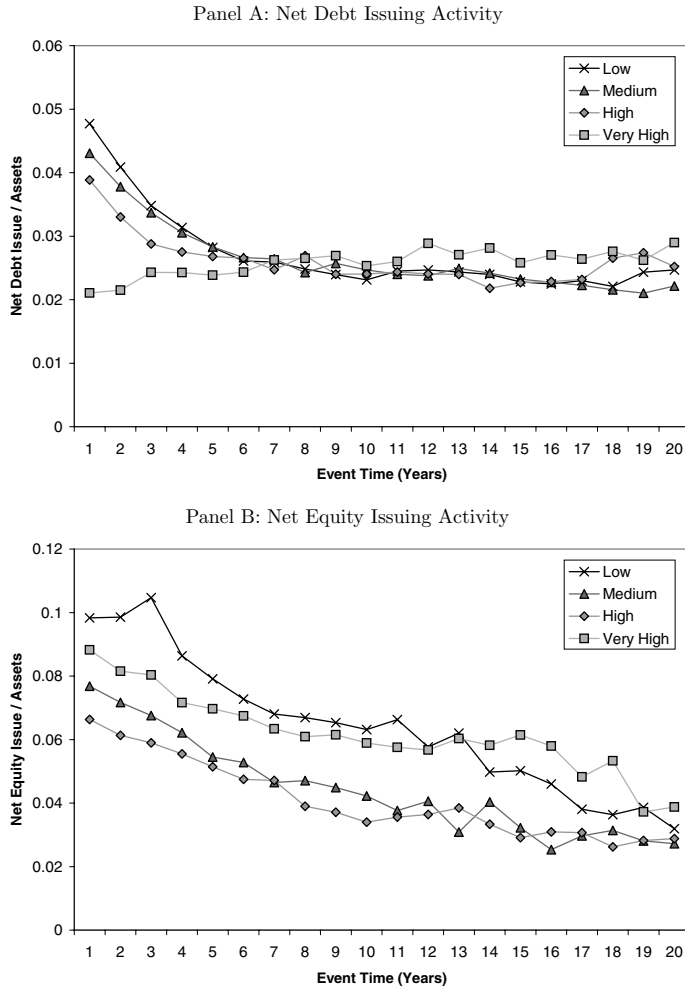 Panel A: Net Debt Issuing Activity
0.06
0.05
0.04
0.03
0.02
0.01
0
Net Debt Issue / Assets
Low
Medium
High
Very High
1 2 3 4 5 6 7 8 9 10 11 12 13 14 15 16 17 18 19 20
Event Time (Years)
Panel B: Net Equity Issuing Activity
0.12
0.1
0.08
0.06
0.04
0.02
0
Net Equity Issue / Assets
Low
Medium
High
Very High
1 2 3 4 5 6 7 8 9 10 11 12 13 14 15 16 17 18 19 20
Event Time (Years)